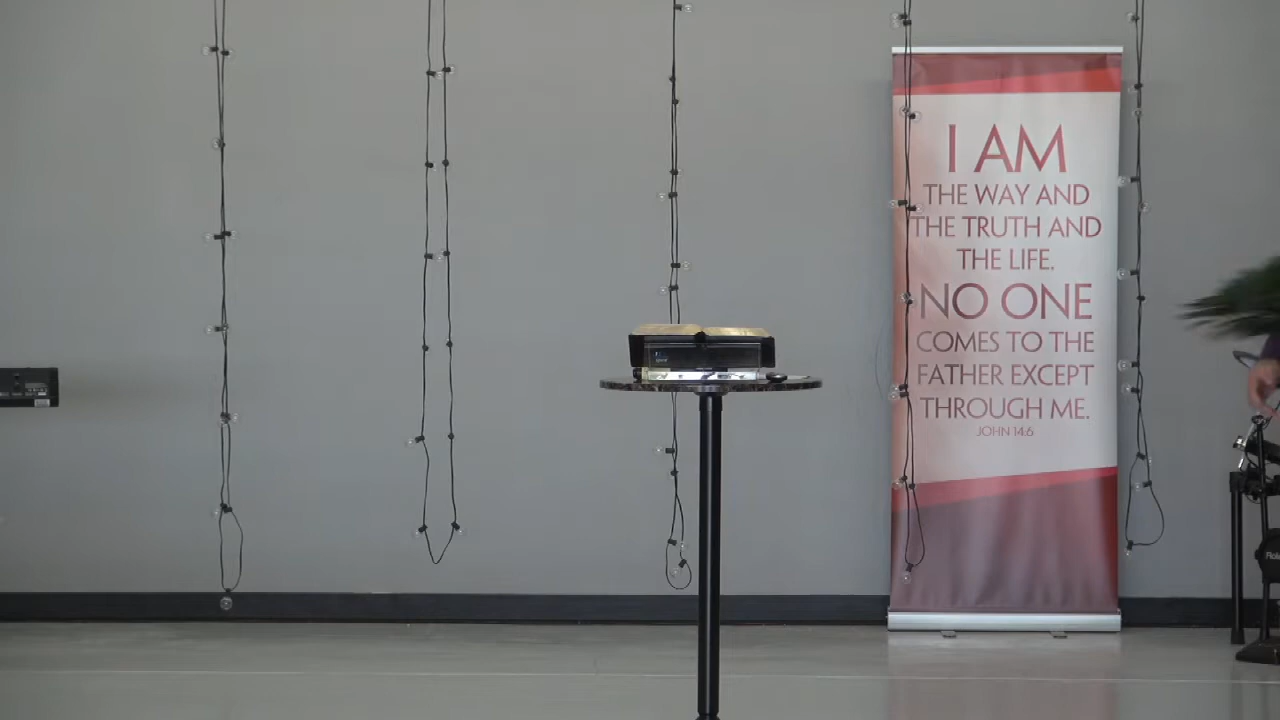 I AM
THE WAY AND
THE TRUTH AND
THE LIFE,
NO ONE
COMES TO THE
FATHER EXCEPT
THROUGH ME.
JOHN 14:6